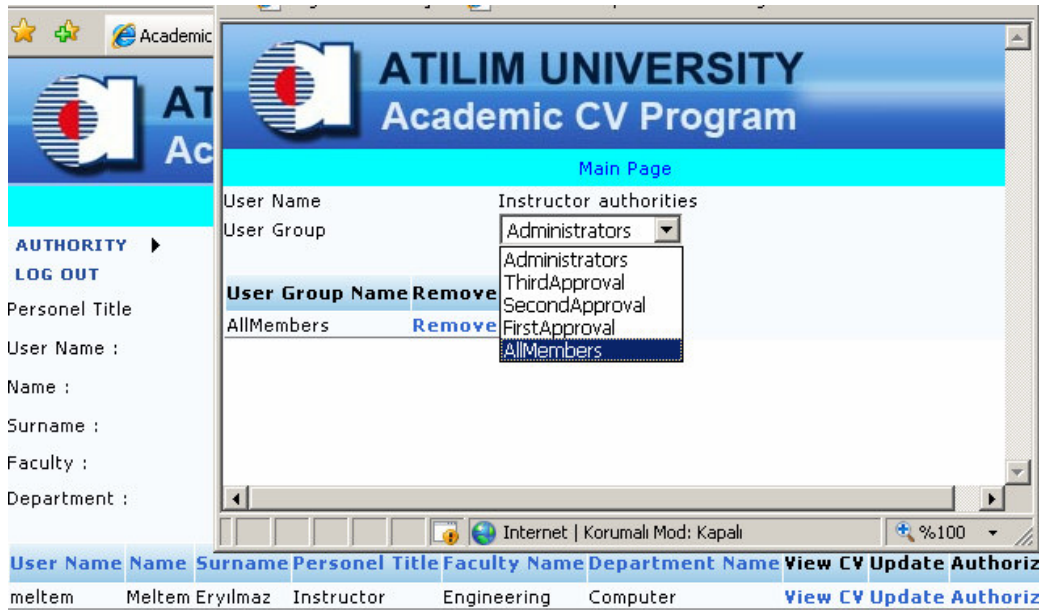 Academic
ATILIM UNIVERSITY
Academic CV Program
AT
Ac
Main Page
User Name Instructor authorities
User Group Administrators
Administrators
ThirdApproval
SecondApproval
FirstApproval
AllMembers
User Group Name Remove
AllMembers Remove
AUTHORITY
LOG OUT
Personel Title
User Name :
Name :
Surname :
Faculty :
Department :
Internet | Korumalı Mod: Kapalı %100
User Name Name Surname Personel Title Faculty Name Department Name View CV Update Authoriz
meltem Meltem Eryılmaz Instructor Engineering Computer View CV Update Authoriz